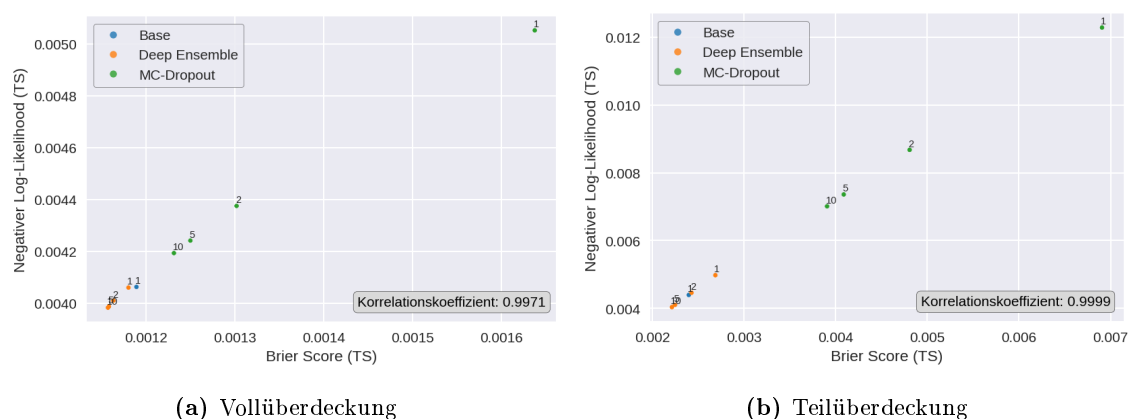 Base
Deep Ensemble
MC-Dropout
1
2
5
10
1
1
2
10
Korrelationskoeffizient: 0.9971
0.0050
0.0048
0.0046
0.0044
0.0042
0.0040
Negativer Log-Likelihood (TS)
0.0012
0.0013
0.0014
0.0015
0.0016
Brier Score (TS)
(a) Vollüberdeckung
Base
Deep Ensemble
MC-Dropout
1
2
5
10
1
1
2
5
10
Korrelationskoeffizient: 0.9999
0.012
0.010
0.008
0.006
0.004
Negativer Log-Likelihood (TS)
0.002
0.003
0.004
0.005
0.006
0.007
Brier Score (TS)
(b) Teilüberdeckung